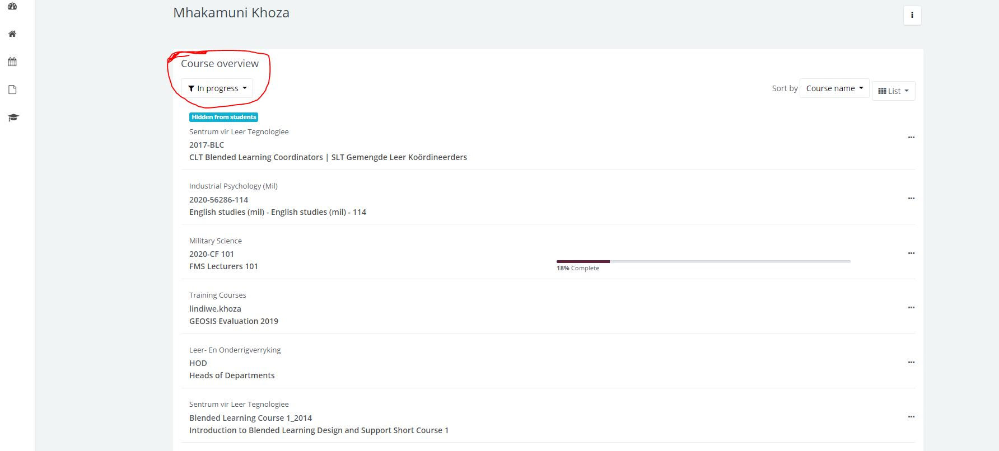 Mhakamuni Khoza
Course overview
In progress
Sort by Course name List
Hidden from students
Sentrum vir Leer Tegnologiee
2017-BLC
CLT Blended Learning Coordinators | SLT Gemengde Leer Koördineerders
Industrial Psychology (Mil)
2020-56286-114
English studies (mil) - English studies (mil) - 114
Military Science
2020-CF 101
FMS Lecturers 101
18% Complete
Training Courses
lindiwe.khoza
GEOSIS Evaluation 2019
Leer- En Onderrigverryking
HOD
Heads of Departments
Sentrum vir Leer Tegnologiee
Blended Learning Course 1_2014
Introduction to Blended Learning Design and Support Short Course 1